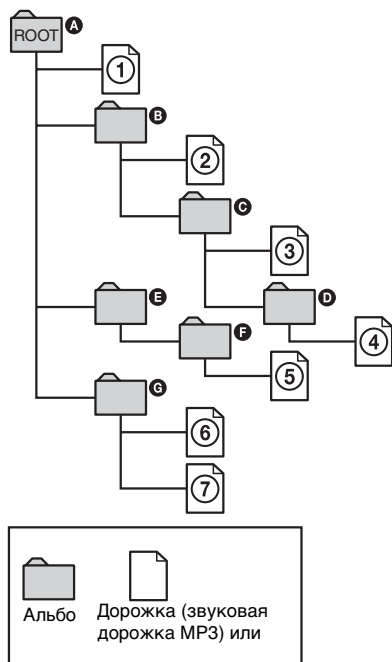 ROOT A
1
B
2
C
3
E
D
F
4
5
G
6
7
Альбо
Дорожка (звуковая
дорожка MP3) или